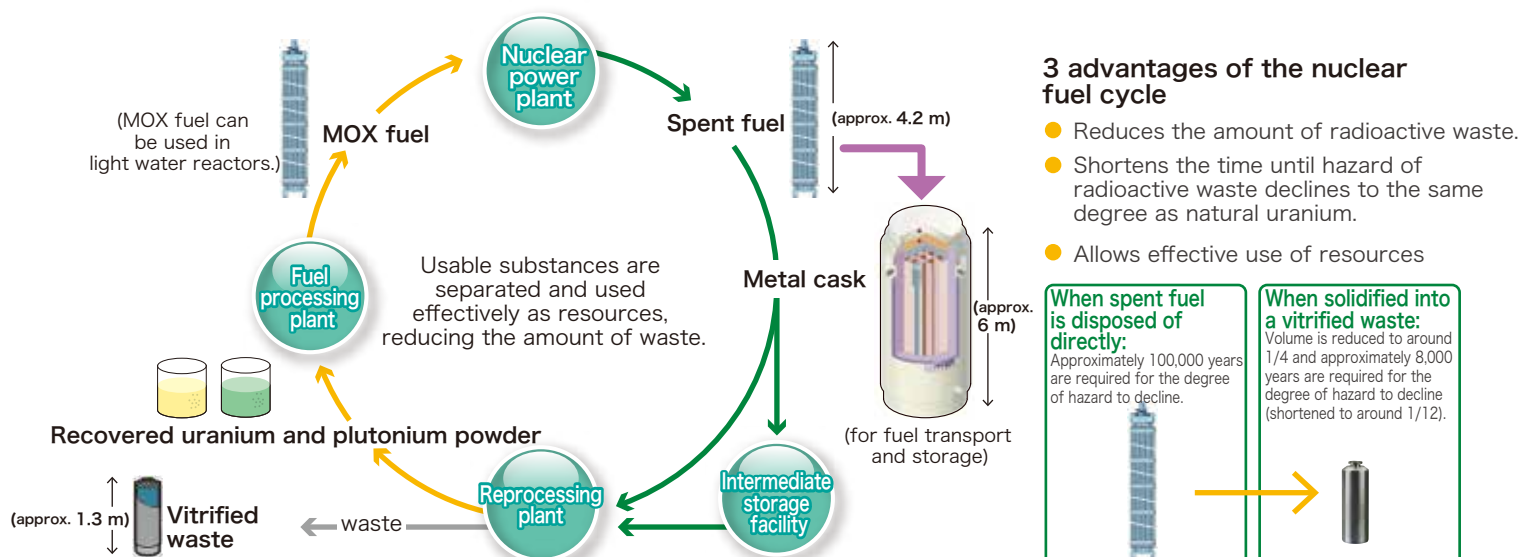 Nuclear
power
plant
(MOX fuel can
be used in
light water reactors.)
MOX fuel
Spent fuel
(approx. 4.2 m)
Fuel
processing
plant
Usable substances are
separated and used
effectively as resources,
reducing the amount of waste.
Metal cask
(approx.
6 m)
(for fuel transport
and storage)
Recovered uranium and plutonium powder
Reprocessing
plant
Intermediate
storage
facility
(approx. 1.3 m)
Vitrified
waste
waste
3 advantages of the nuclear
fuel cycle
● Reduces the amount of radioactive waste.
● Shortens the time until hazard of
radioactive waste declines to the same
degree as natural uranium.
● Allows effective use of resources
When spent fuel
is disposed of
directly:
Approximately 100,000 years
are required for the degree
of hazard to decline.
When solidified into
a vitrified waste:
Volume is reduced to around
1/4 and approximately 8,000
years are required for the
degree of hazard to decline
(shortened to around 1/12).